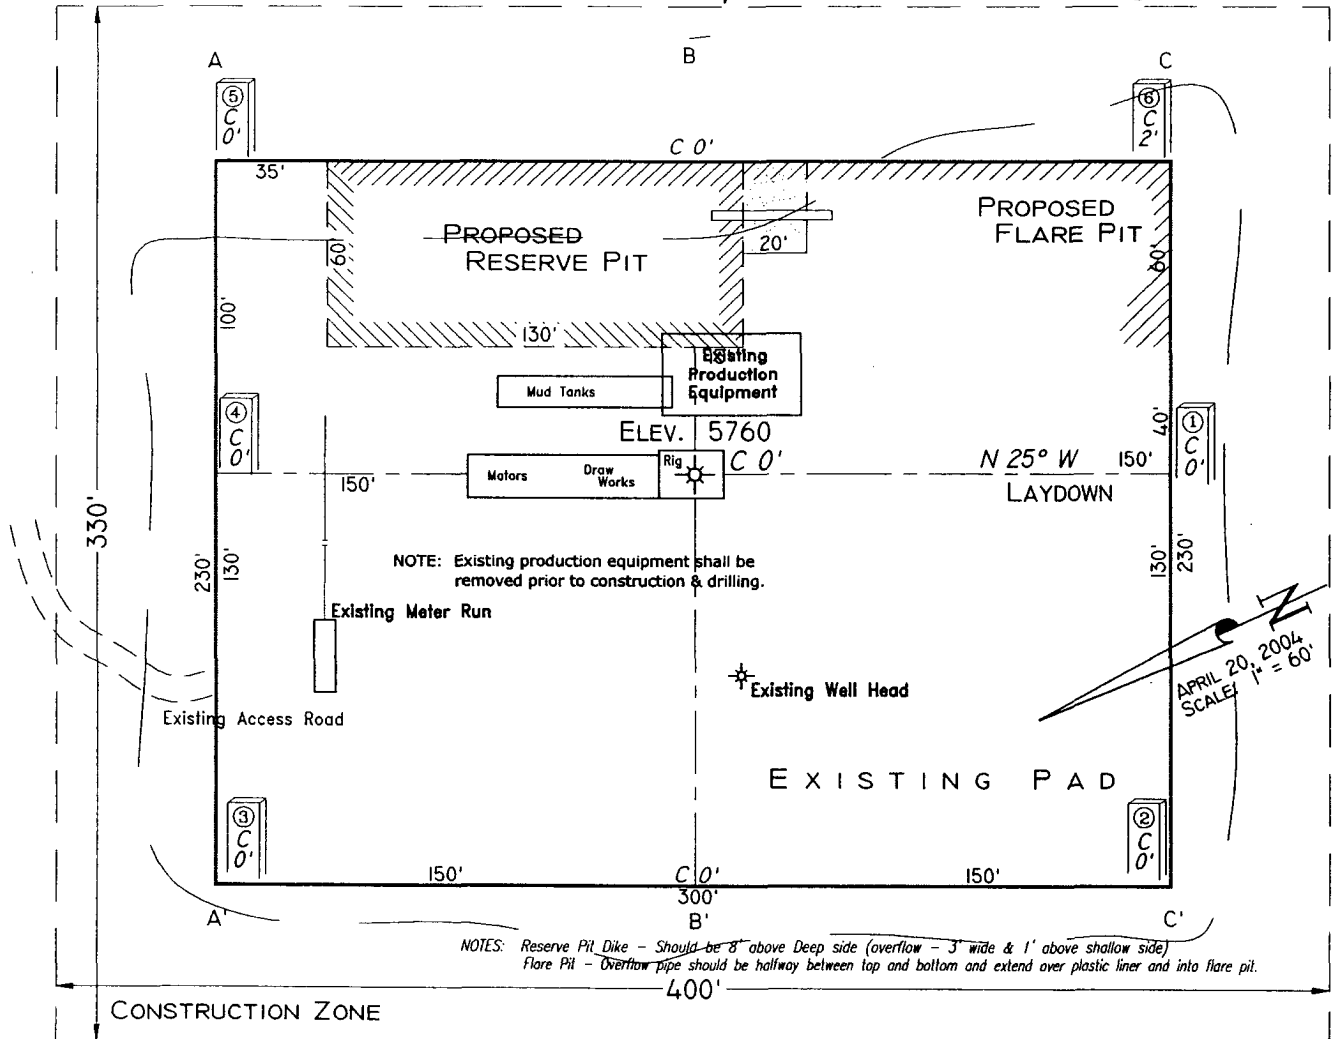 A
B
C
⑤
C
0'
⑥
C
2'
C 0'
35'
PROPOSED
RESERVE PIT
60'
20'
PROPOSED
FLARE PIT
60'
100'
130'
18'
Existing
Production
Equipment
Mud Tanks
④
C
0'
①
C
0'
40'
ELEV. 5760
Rig
C 0'
N 25° W
150'
LAYDOWN
Motors
Draw
Works
150'
330'
230'
130'
130'
230'
NOTE: Existing production equipment shall be
removed prior to construction & drilling.
Existing Meter Run
Existing Well Head
Existing Access Road
N
APRIL 20, 2004
SCALE: 1" = 60'
EXISTING PAD
③
C
0'
②
C
0'
150'
C 0'
150'
300'
A'
B'
C'
NOTES: Reserve Pit Dike - Should be 8' above Deep side (overflow - 3' wide & 1' above shallow side)
Flare Pit - Overflow pipe should be halfway between top and bottom and extend over plastic liner and into flare pit.
400'
CONSTRUCTION ZONE